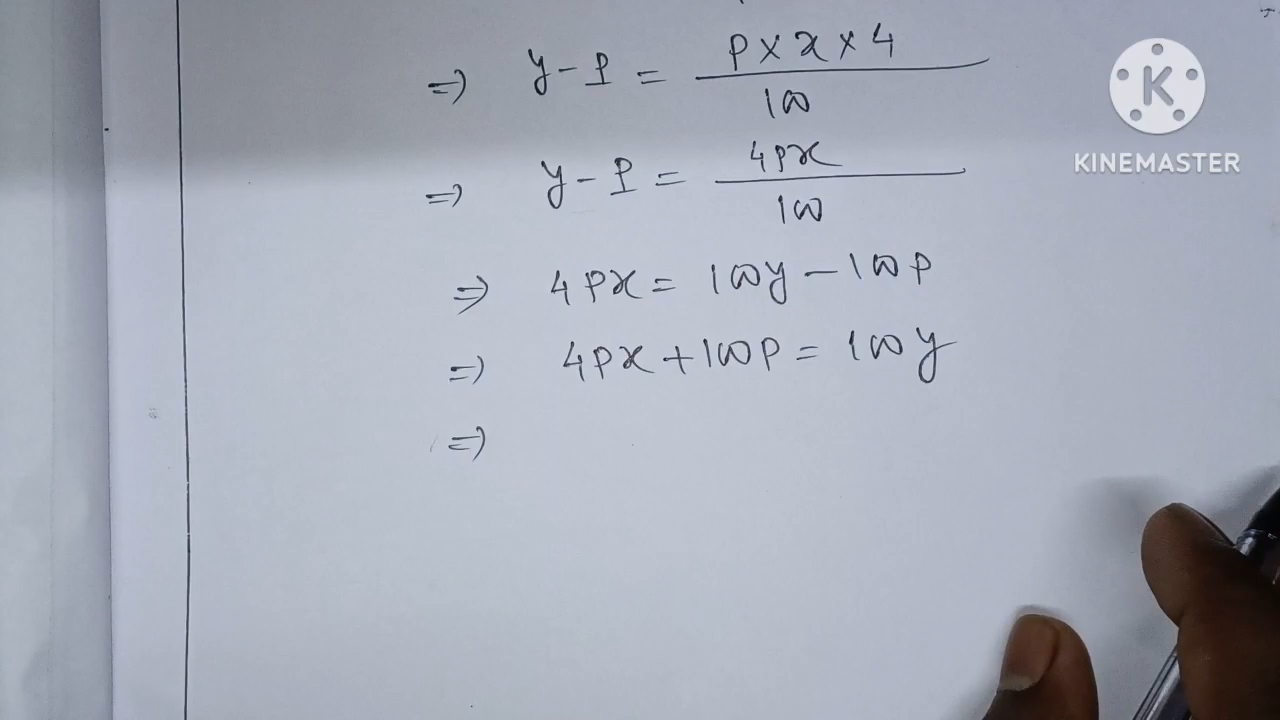 ⇒ y - P = P × x × 4 / 100
⇒ y - P = 4Px / 100
⇒ 4Px = 100y - 100P
⇒ 4Px + 100P = 100y
⇒
K
KINEMASTER